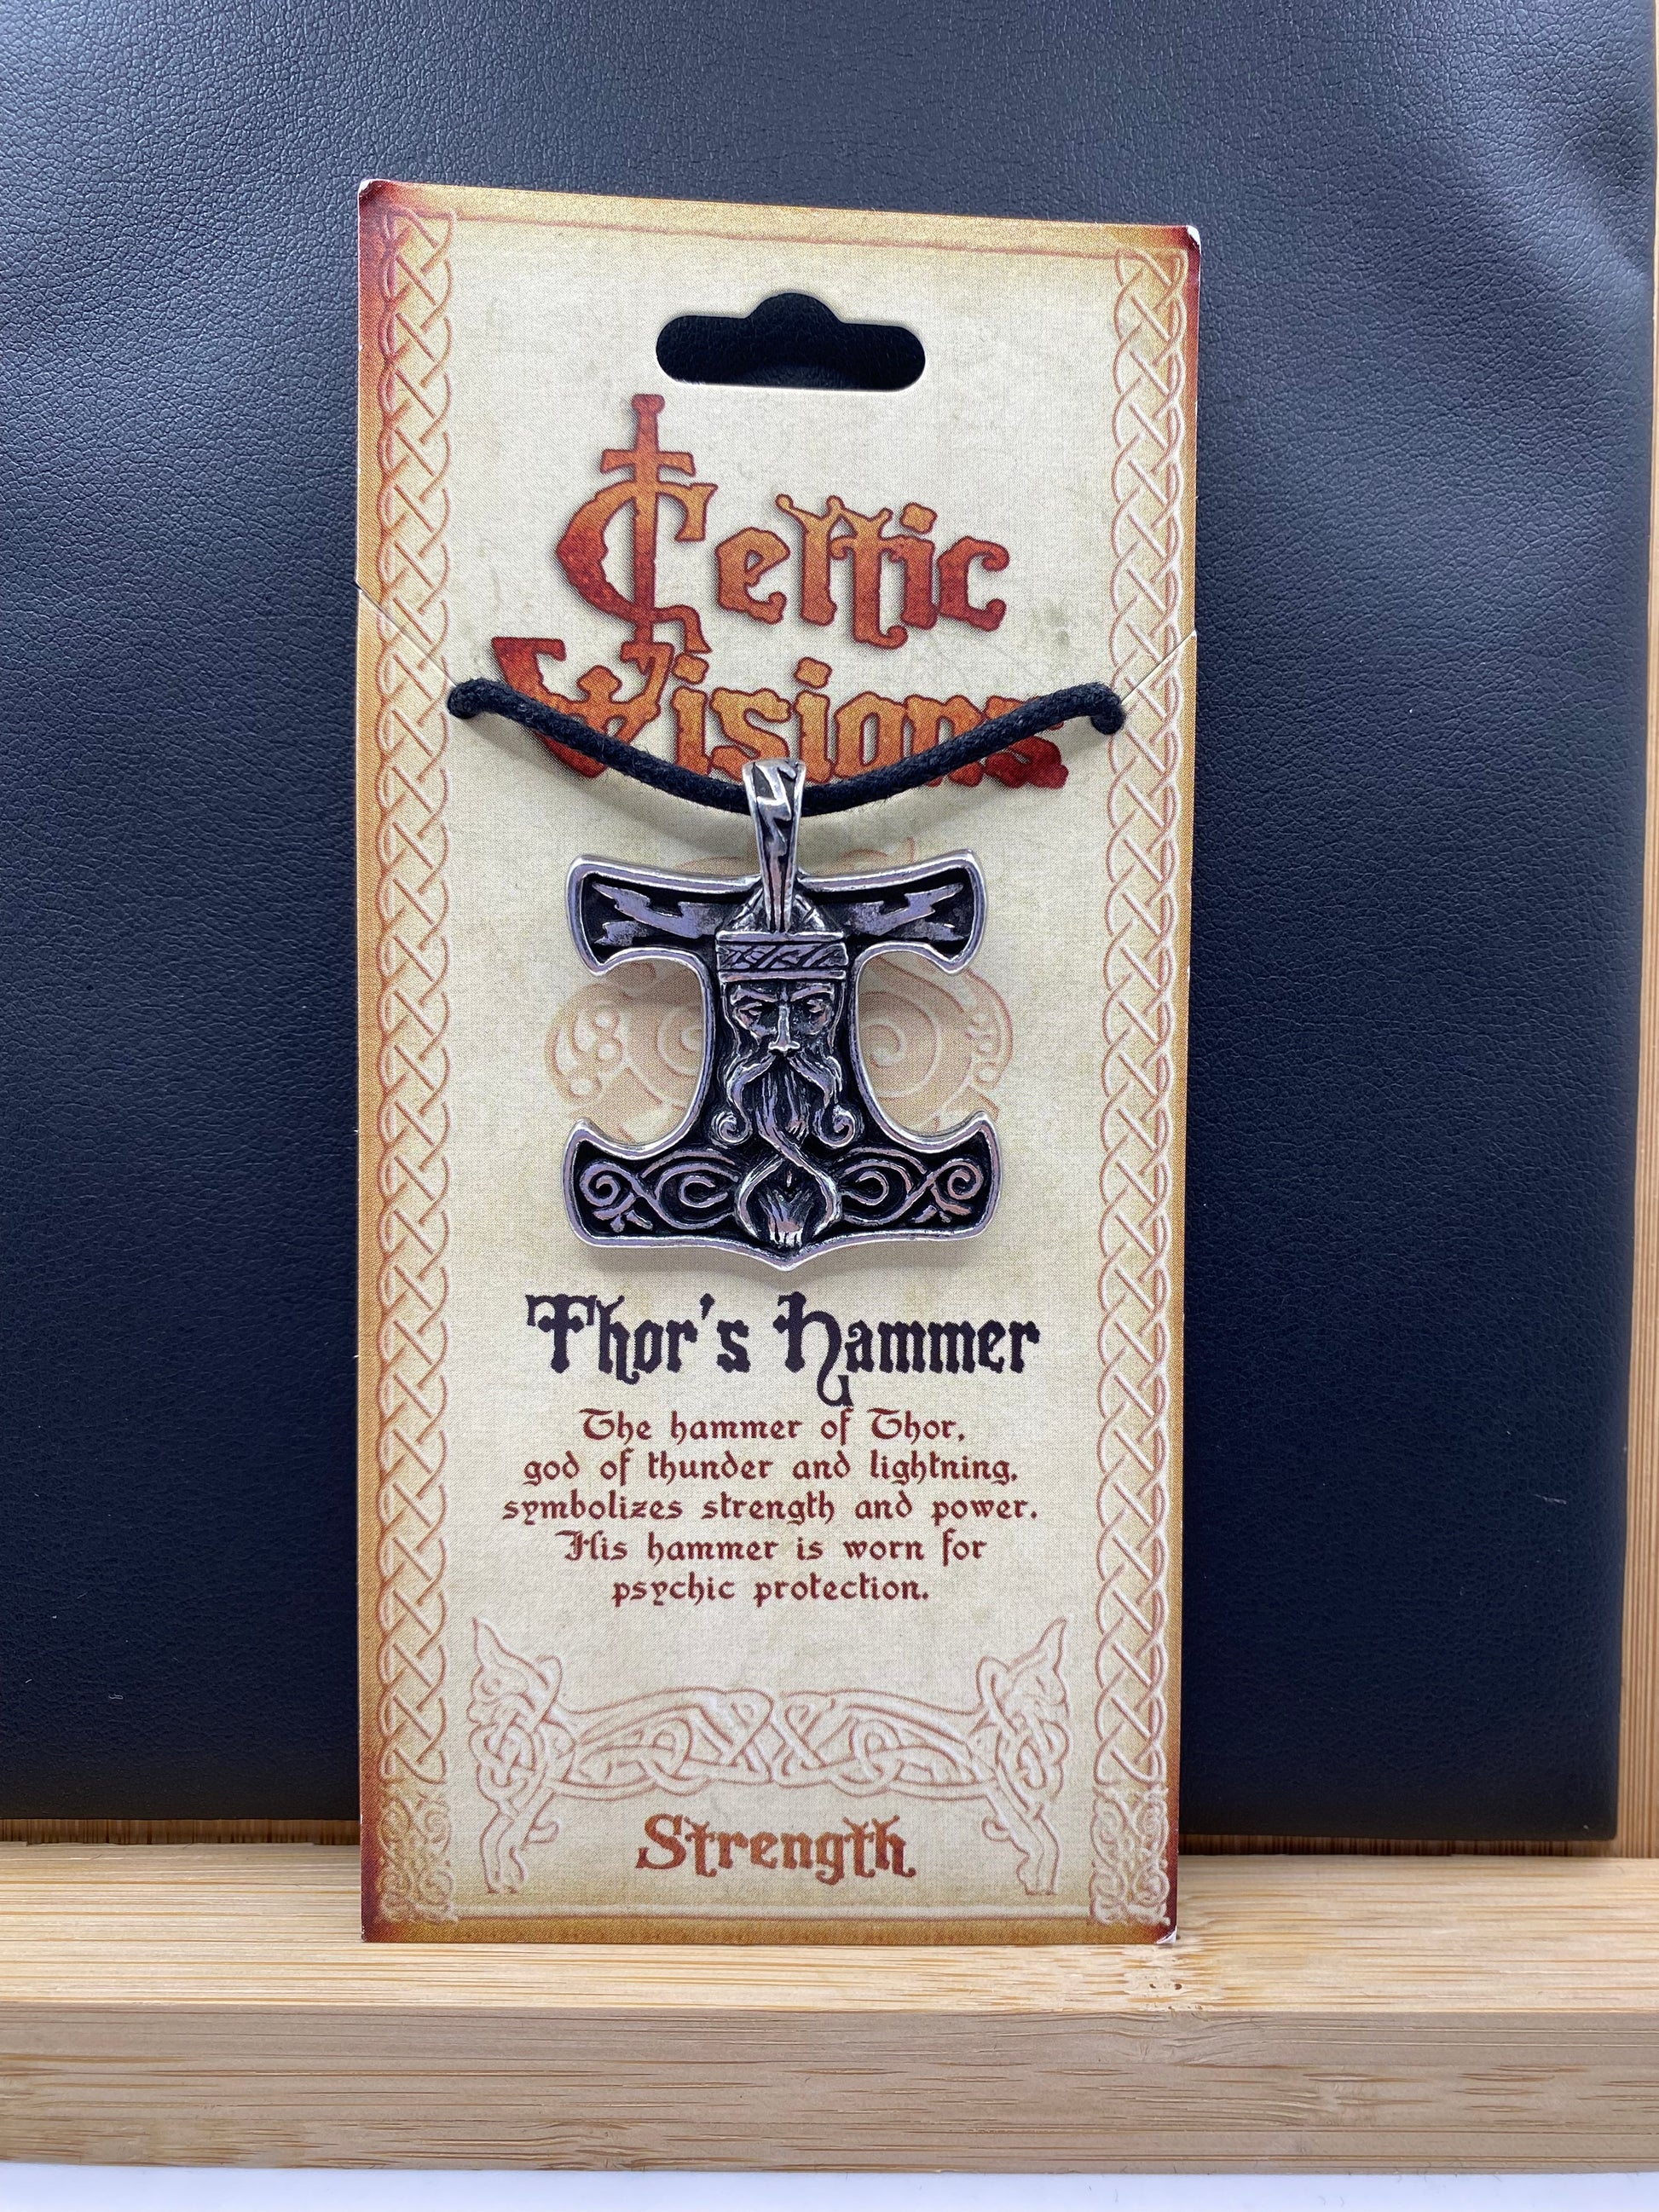 Celtic
Visions
Thor's Hammer
The hammer of Thor,
god of thunder and lightning,
symbolizes strength and power.
His hammer is worn for
psychic protection.
Strength